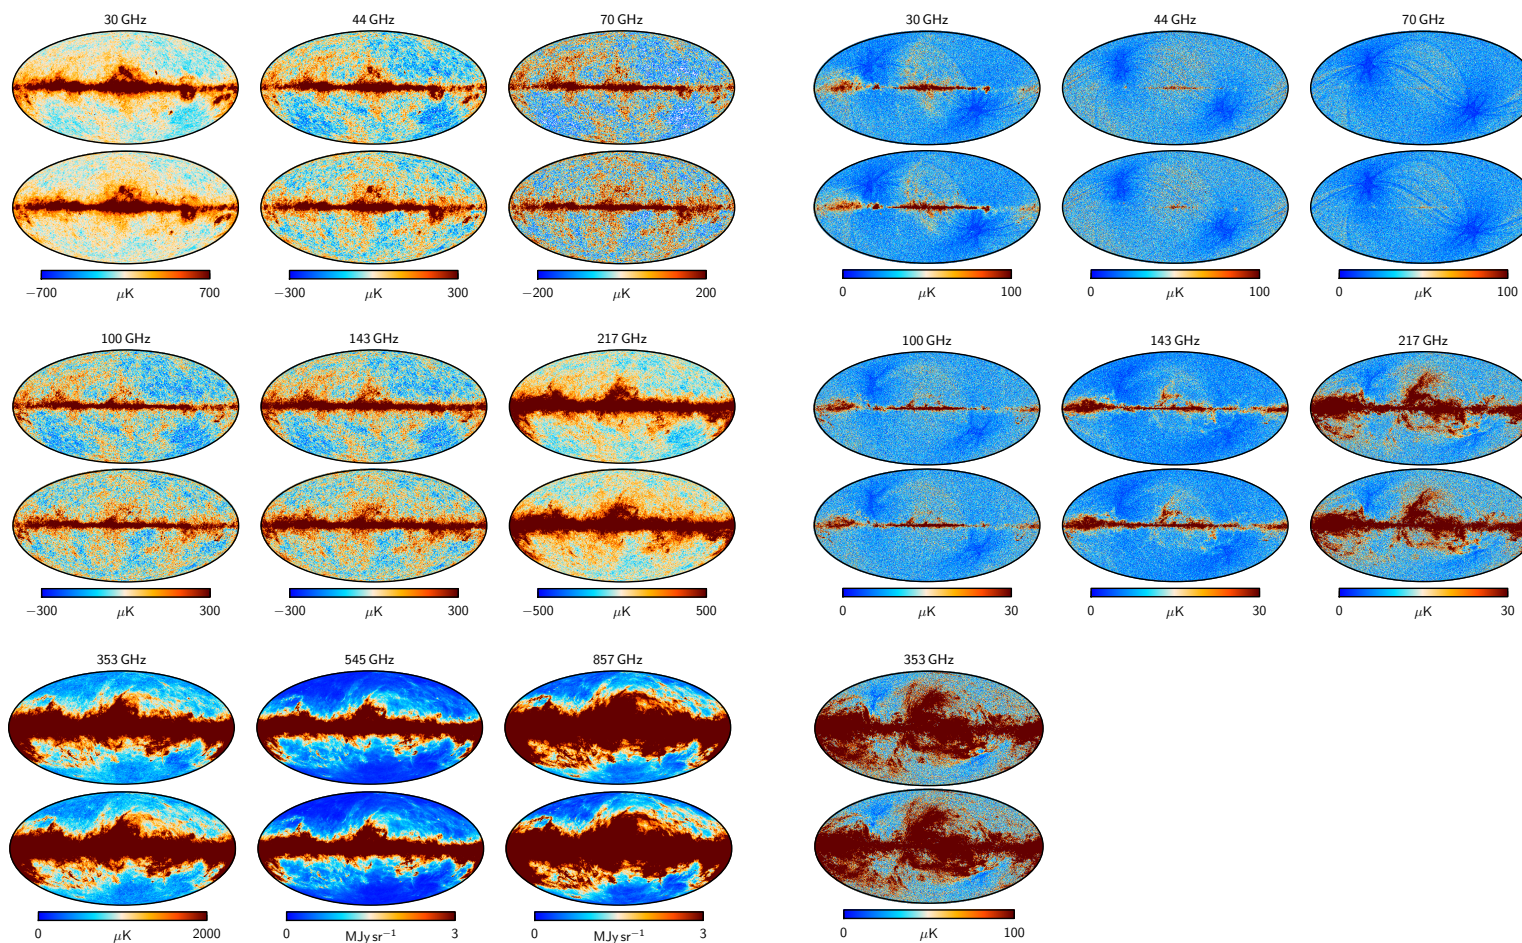 30 GHz 44 GHz 70 GHz 30 GHz 44 GHz 70 GHz
−700 μK 700 −300 μK 300 −200 μK 200 0 μK 100 0 μK 100 0 μK 100
100 GHz 143 GHz 217 GHz 100 GHz 143 GHz 217 GHz
−300 μK 300 −300 μK 300 −500 μK 500 0 μK 30 0 μK 30 0 μK 30
353 GHz 545 GHz 857 GHz 353 GHz
0 μK 2000 0 MJy sr⁻¹ 3 0 MJy sr⁻¹ 3 0 μK 100